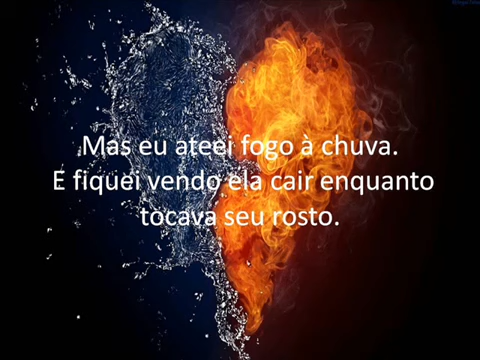 Mas eu ateei fogo à chuva.
E fiquei vendo ela cair enquanto
tocava seu rosto.